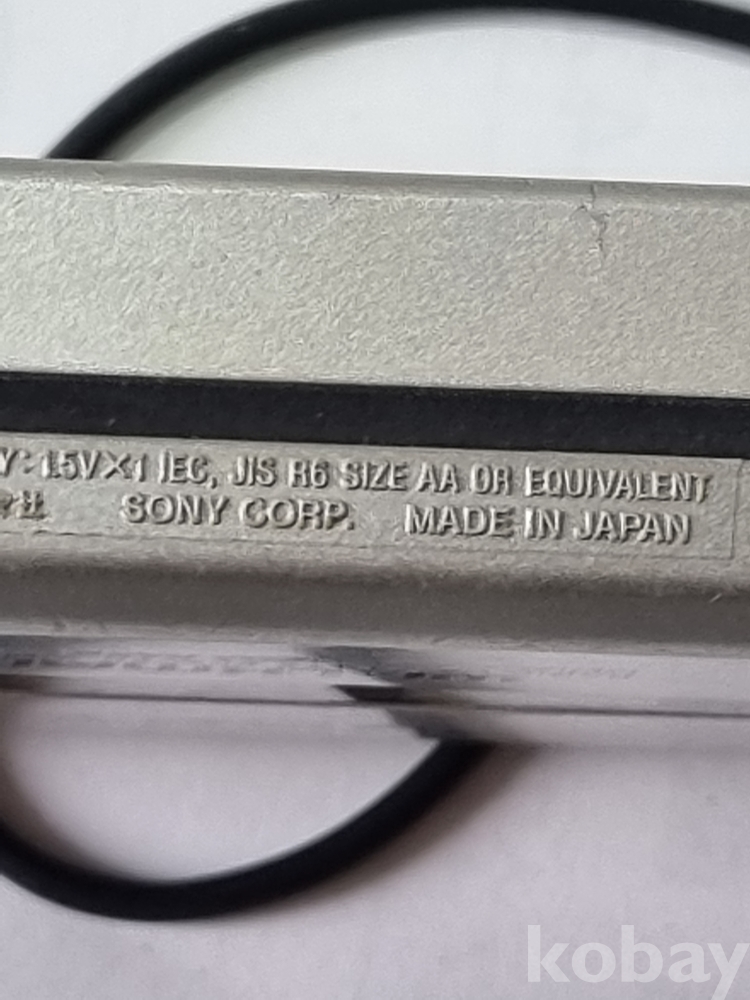 Y: 1.5V×1 IEC, JIS R6 SIZE AA OR EQUIVALENT
SONY CORP. MADE IN JAPAN
kobay